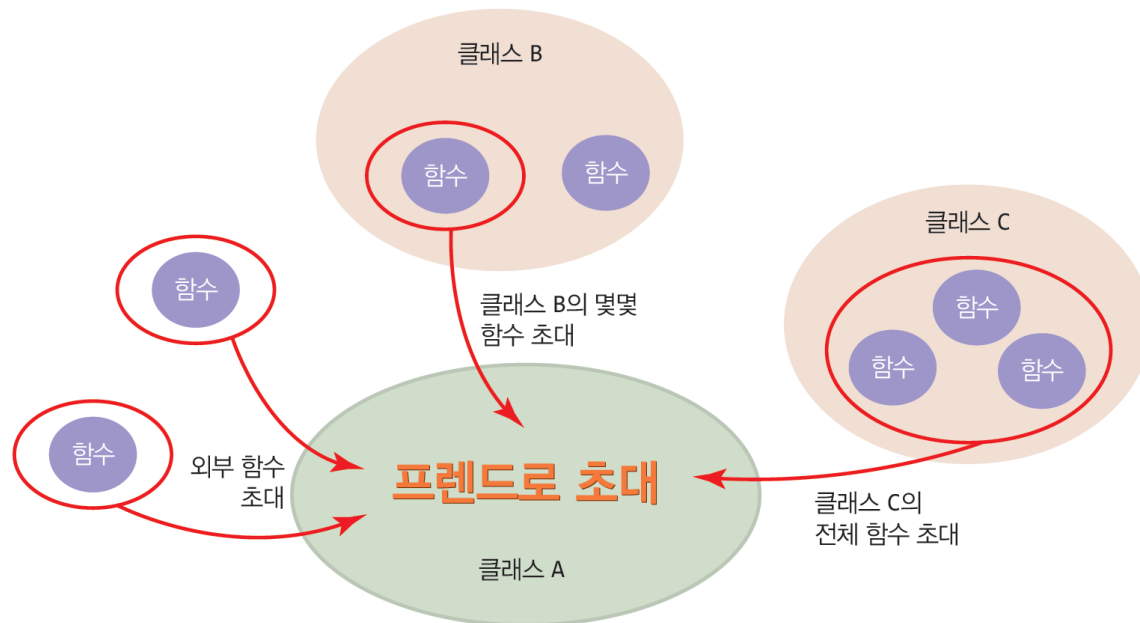 클래스 B
함수
함수
클래스 C
함수
함수
함수
함수
클래스 B의 몇몇
함수 초대
함수
외부 함수
초대
프렌드로 초대
클래스 C의
전체 함수 초대
클래스 A